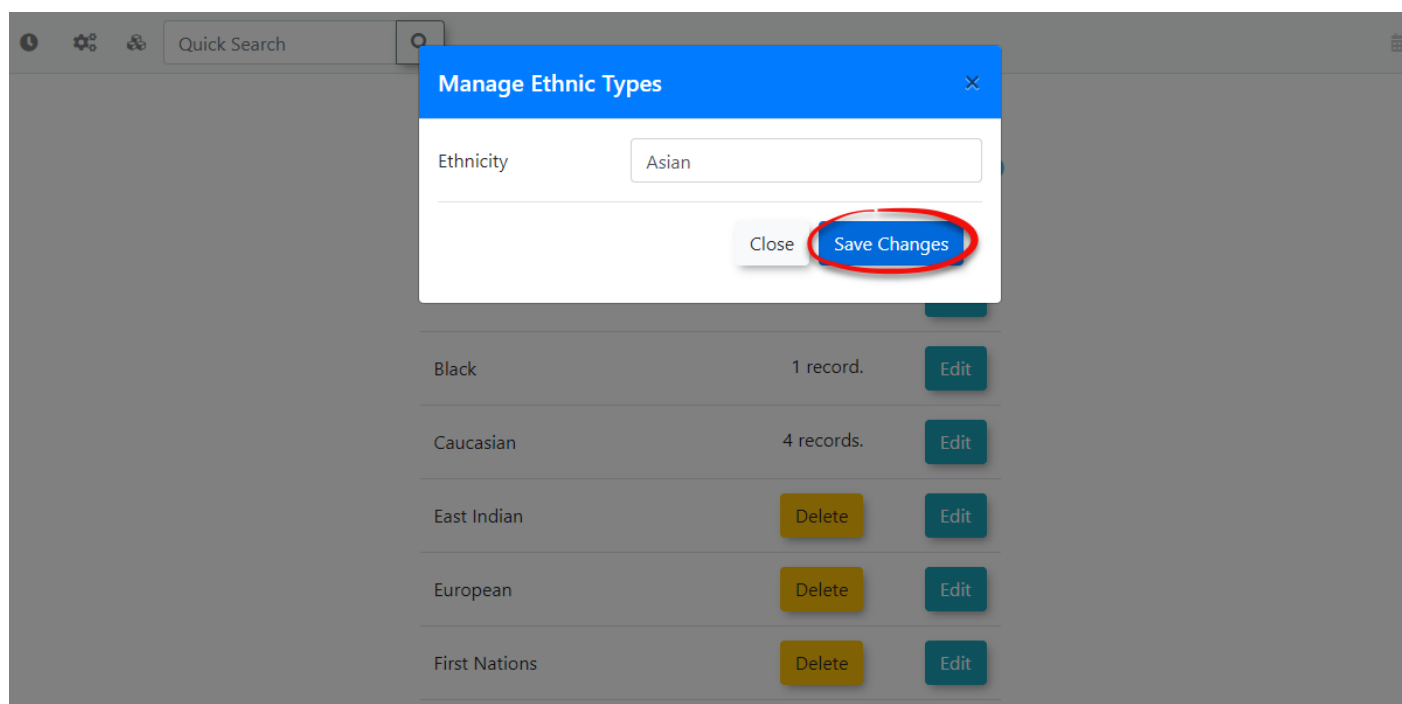 Quick Search
Manage Ethnic Types
Ethnicity Asian
Close Save Changes
Black 1 record. Edit
Caucasian 4 records. Edit
East Indian Delete Edit
European Delete Edit
First Nations Delete Edit